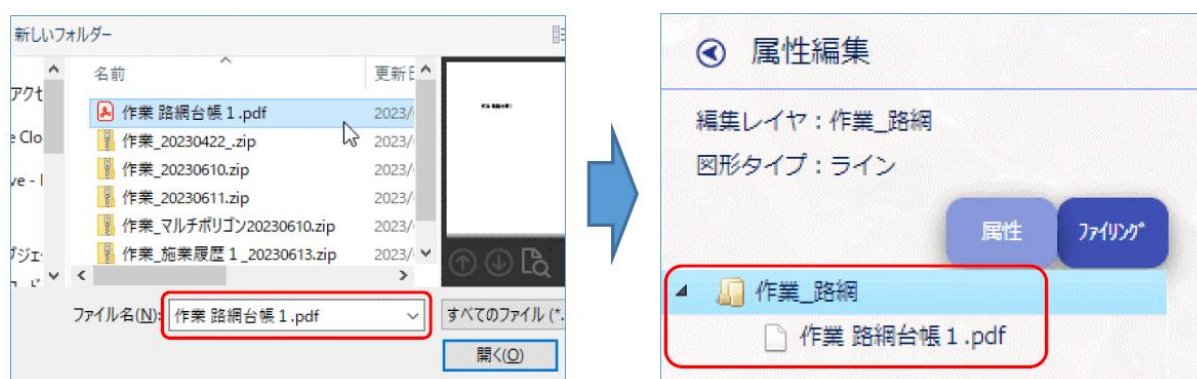 新しいフォルダー
名前
更新日
作業 路網台帳１.pdf
2023/
作業_20230422_.zip
2023/
作業_20230610.zip
2023/
作業_20230611.zip
2023/
作業_マルチポリゴン20230610.zip
2023/
作業_施業履歴１_20230613.zip
2023/
アクセ
e Clo
ve - I
ブジェ
ファイル名(N):
作業 路網台帳１.pdf
すべてのファイル (*.
開く(O)
属性編集
編集レイヤ：作業_路網
図形タイプ：ライン
属性
ファイリング
作業_路網
作業 路網台帳１.pdf